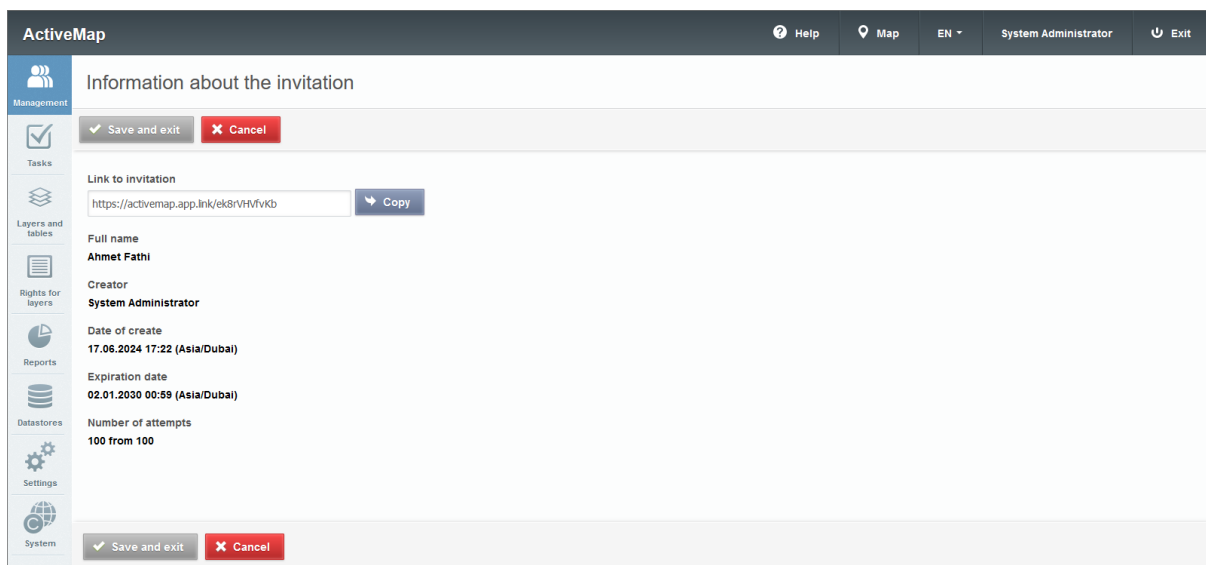 ActiveMap
Help
Map
EN
System Administrator
Exit
Management
Tasks
Layers and
tables
Rights for
layers
Reports
Datastores
Settings
System
Information about the invitation
Save and exit
Cancel
Link to invitation
https://activemap.app.link/ek8rVHVfvKb
Copy
Full name
Ahmet Fathi
Creator
System Administrator
Date of create
17.06.2024 17:22 (Asia/Dubai)
Expiration date
02.01.2030 00:59 (Asia/Dubai)
Number of attempts
100 from 100
Save and exit
Cancel